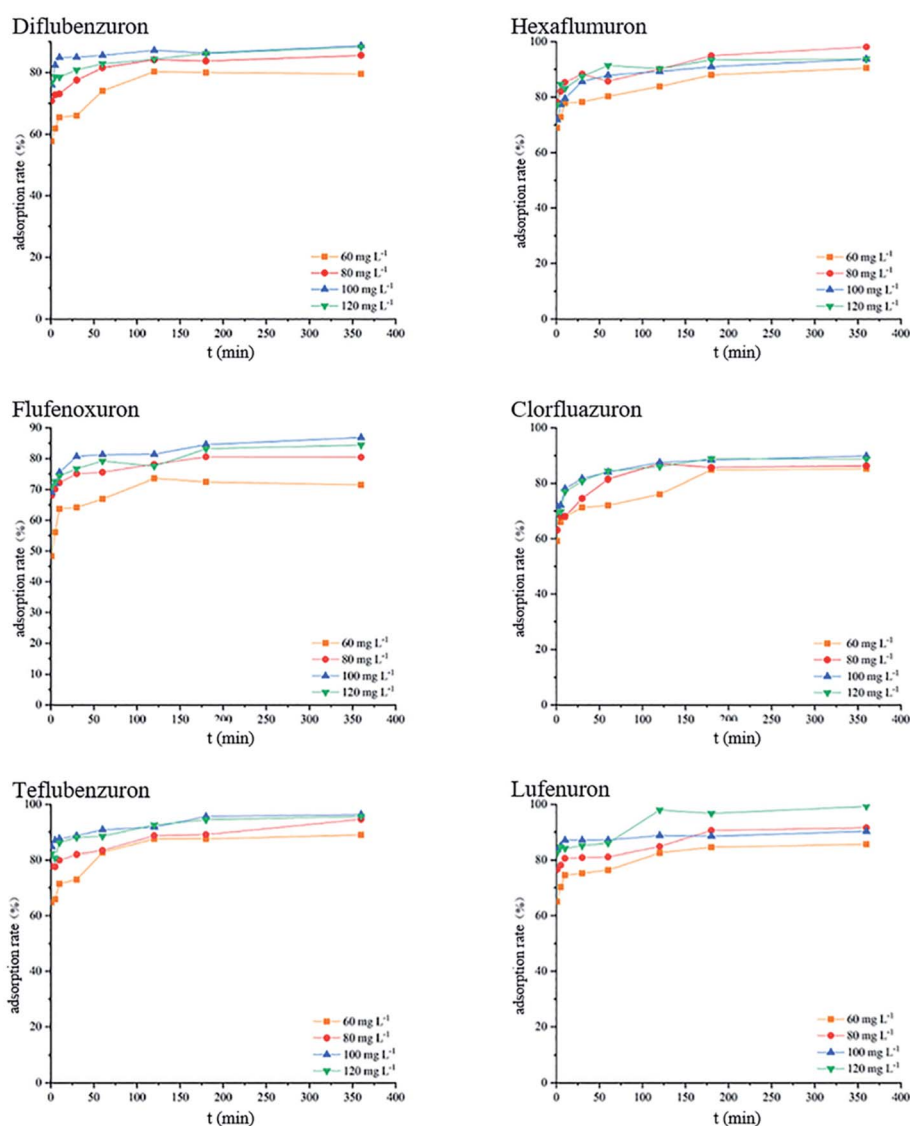 Diflubenzuron
adsorption rate (%)
80
60
40
20
0
60 mg L⁻¹
80 mg L⁻¹
100 mg L⁻¹
120 mg L⁻¹
0 50 100 150 200 250 300 350 400
t (min)
Hexaflumuron
adsorption rate (%)
100
80
60
40
20
0
60 mg L⁻¹
80 mg L⁻¹
100 mg L⁻¹
120 mg L⁻¹
0 50 100 150 200 250 300 350 400
t (min)
Flufenoxuron
adsorption rate (%)
90
80
70
60
50
40
30
20
10
0
60 mg L⁻¹
80 mg L⁻¹
100 mg L⁻¹
120 mg L⁻¹
0 50 100 150 200 250 300 350 400
t (min)
Clorfluazuron
adsorption rate (%)
100
80
60
40
20
0
60 mg L⁻¹
80 mg L⁻¹
100 mg L⁻¹
120 mg L⁻¹
0 50 100 150 200 250 300 350 400
t (min)
Teflubenzuron
adsorption rate (%)
100
80
60
40
20
0
60 mg L⁻¹
80 mg L⁻¹
100 mg L⁻¹
120 mg L⁻¹
0 50 100 150 200 250 300 350 400
t (min)
Lufenuron
adsorption rate (%)
100
80
60
40
20
0
60 mg L⁻¹
80 mg L⁻¹
100 mg L⁻¹
120 mg L⁻¹
0 50 100 150 200 250 300 350 400
t (min)